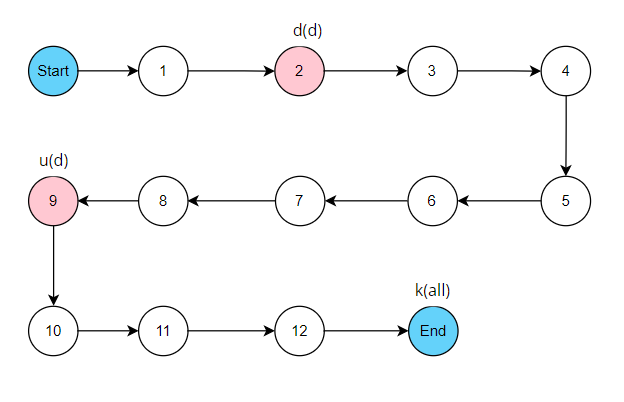 d(d)
Start 1 2 3 4
u(d)
9 8 7 6 5
k(all)
10 11 12 End